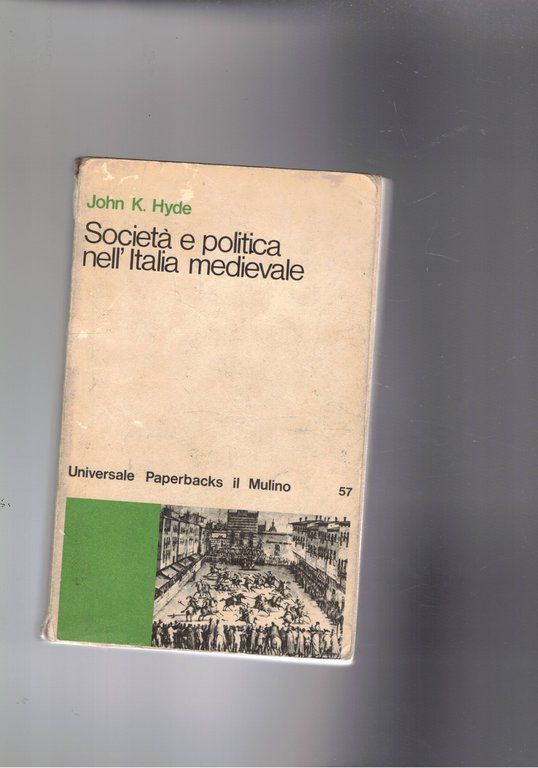 John K. Hyde
Società e politica
nell'Italia medievale
Universale Paperbacks il Mulino 57